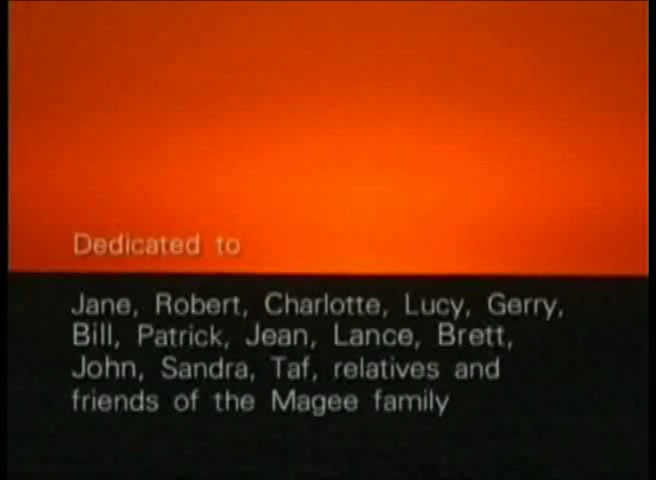 Dedicated to
Jane, Robert, Charlotte, Lucy, Gerry,
Bill, Patrick, Jean, Lance, Brett,
John, Sandra, Taf, relatives and
friends of the Magee family